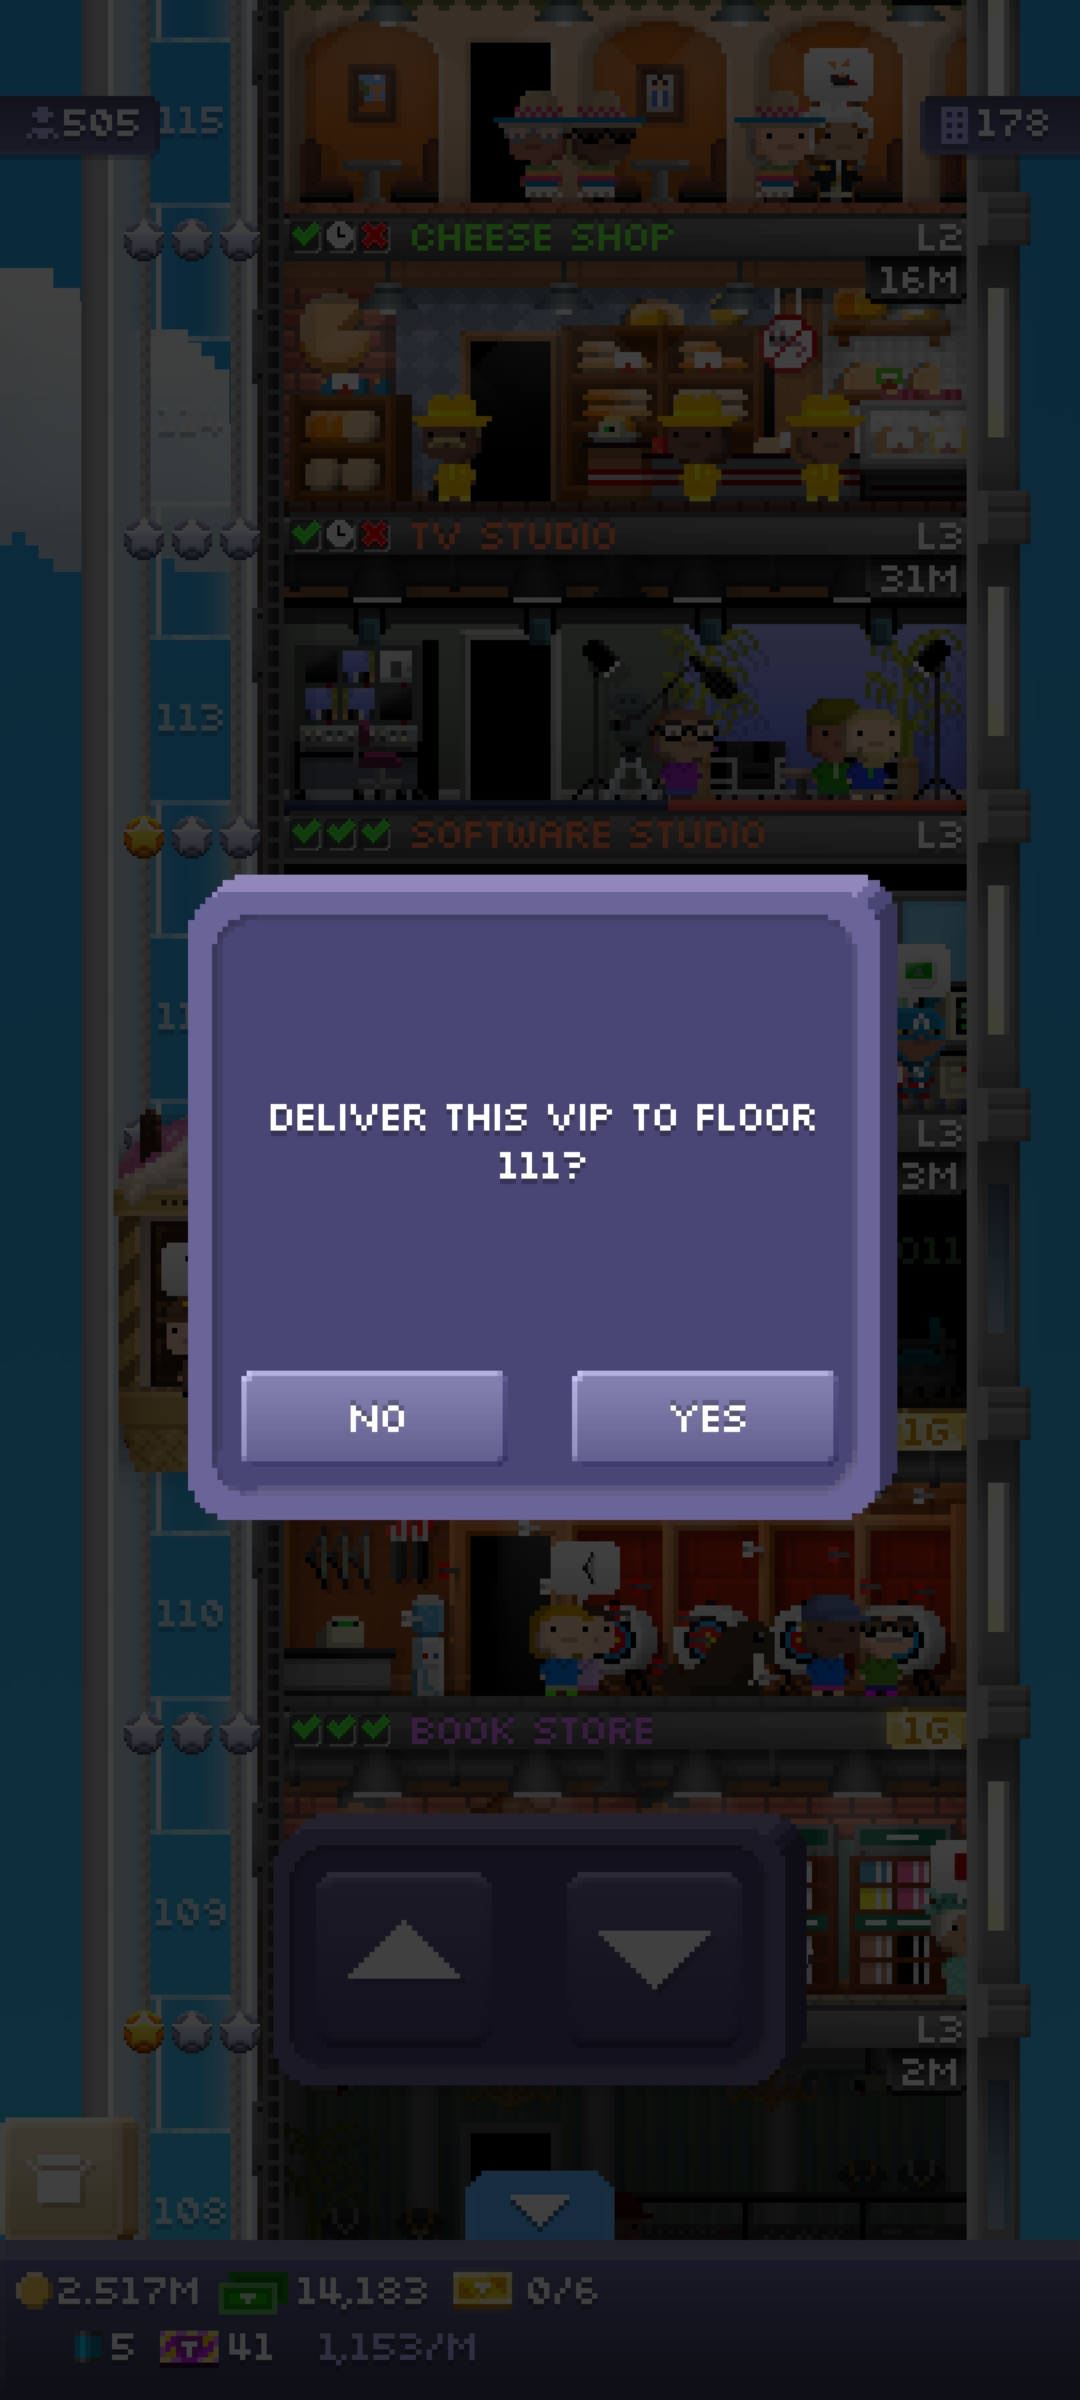 505
115
178
CHEESE SHOP
L2
16M
TV STUDIO
L3
31M
113
SOFTWARE STUDIO
L3
L3
3M
DELIVER THIS VIP TO FLOOR
111?
NO
YES
1G
110
BOOK STORE
1G
109
L3
2M
108
2.517M
14,183
0/6
5
T 41
1,153/M